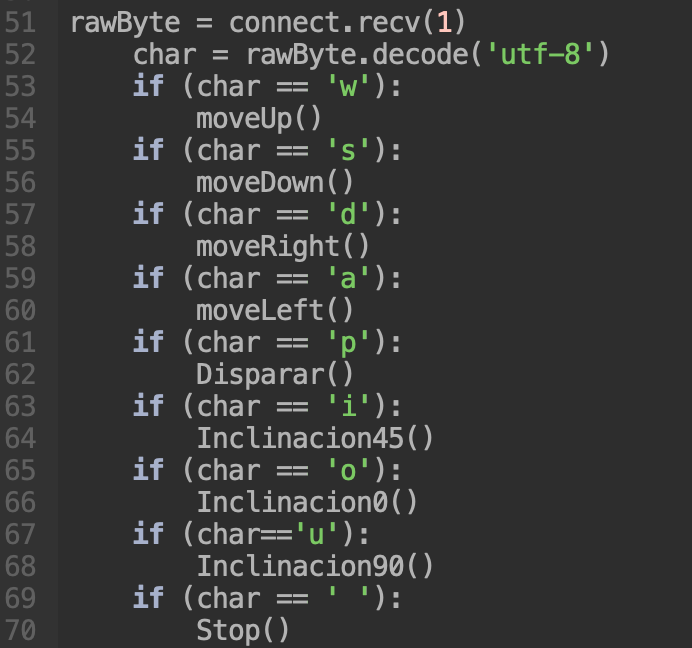 51 rawByte = connect.recv(1)
52     char = rawByte.decode('utf-8')
53     if (char == 'w'):
54         moveUp()
55     if (char == 's'):
56         moveDown()
57     if (char == 'd'):
58         moveRight()
59     if (char == 'a'):
60         moveLeft()
61     if (char == 'p'):
62         Disparar()
63     if (char == 'i'):
64         Inclinacion45()
65     if (char == 'o'):
66         Inclinacion0()
67     if (char=='u'):
68         Inclinacion90()
69     if (char == ' '):
70         Stop()